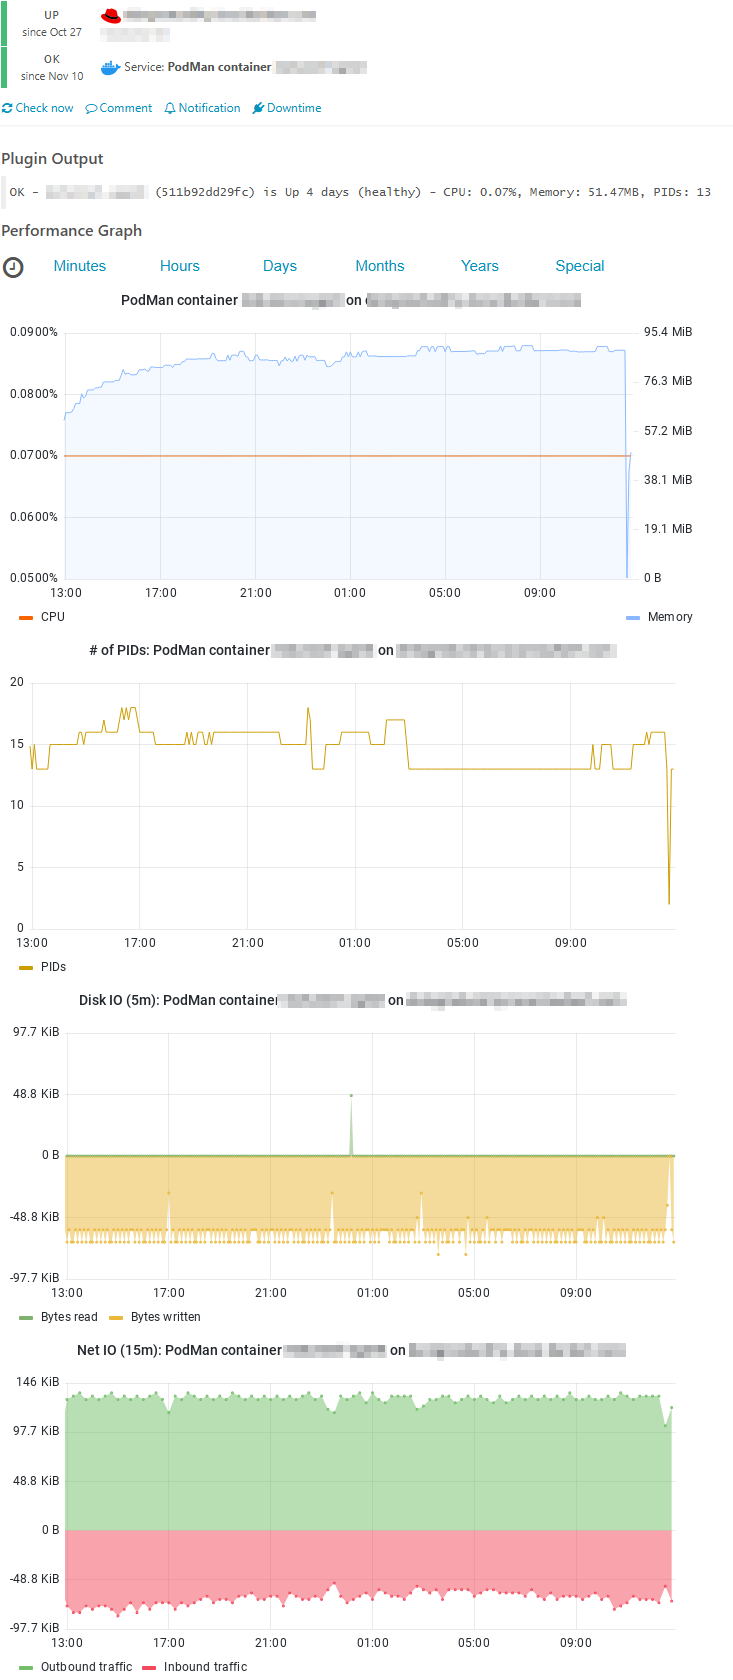 UP
since Oct 27
OK
since Nov 10
Service: PodMan container
Check now Comment Notification Downtime
Plugin Output
OK - (511b92dd29fc) is Up 4 days (healthy) - CPU: 0.07%, Memory: 51.47MB, PIDs: 13
Performance Graph
Minutes Hours Days Months Years Special
PodMan container on
0.0900% 95.4 MiB
76.3 MiB
0.0800%
57.2 MiB
0.0700%
38.1 MiB
0.0600%
19.1 MiB
0.0500% 0 B
13:00 17:00 21:00 01:00 05:00 09:00
CPU Memory
# of PIDs: PodMan container on
20
15
10
5
0
13:00 17:00 21:00 01:00 05:00 09:00
PIDs
Disk IO (5m): PodMan container on
97.7 KiB
48.8 KiB
0 B
-48.8 KiB
-97.7 KiB
13:00 17:00 21:00 01:00 05:00 09:00
Bytes read Bytes written
Net IO (15m): PodMan container on
146 KiB
97.7 KiB
48.8 KiB
0 B
-48.8 KiB
-97.7 KiB
13:00 17:00 21:00 01:00 05:00 09:00
Outbound traffic Inbound traffic